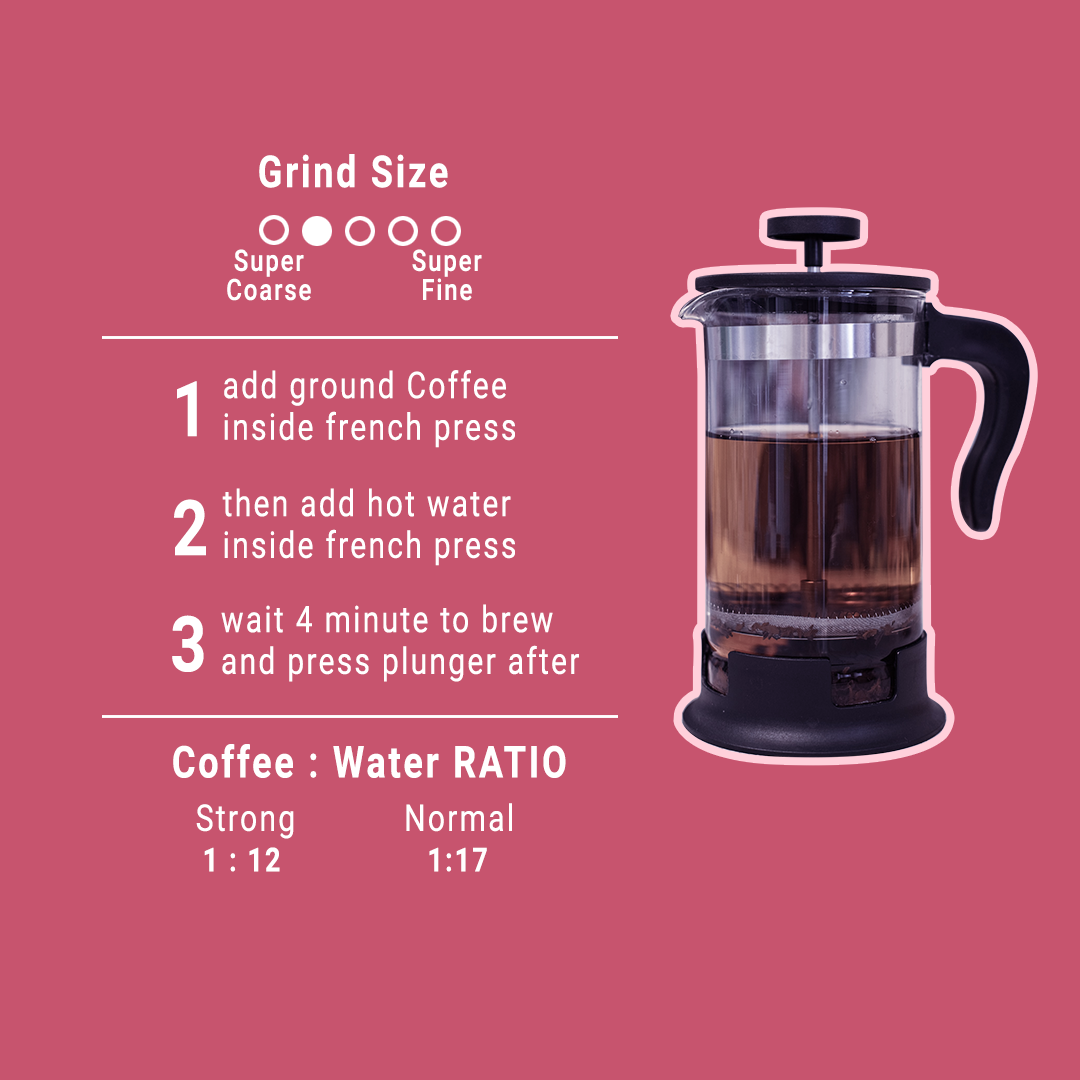 Grind Size
Super Super
Coarse Fine
1 add ground Coffee
inside french press
2 then add hot water
inside french press
3 wait 4 minute to brew
and press plunger after
Coffee : Water RATIO
Strong Normal
1 : 12 1:17